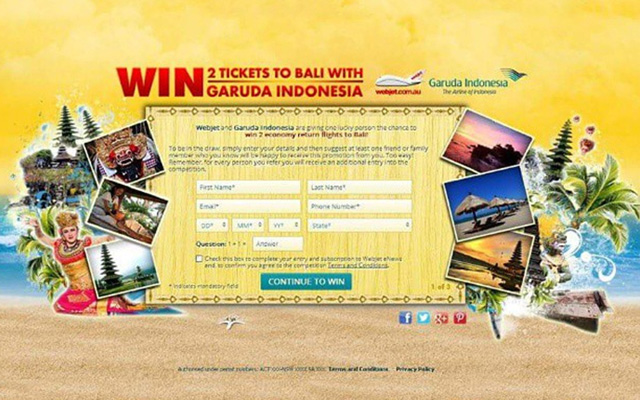 WIN 2 TICKETS TO BALI WITH
GARUDA INDONESIA
webjet.com.au
Garuda Indonesia
The Airline of Indonesia
Webjet and Garuda Indonesia are giving one lucky person the chance to
win 2 economy return flights to Bali!
To be in the draw, simply enter your details and then suggest at least one friend or family
member who you know will be happy to receive this promotion from you. Too easy!
Remember, for every person you refer you will receive an additional entry into the
competition.
First Name*
Last Name*
Email*
Phone Number*
DD*
MM*
YY*
State*
Question: 1 + 1 =
Answer
Check this box to complete your entry and subscription to Webjet eNews
and, to confirm you agree to the competition Terms and Conditions.
* Indicates mandatory field
CONTINUE TO WIN
1 of 3
Authorised under permit numbers: ACT
Terms and Conditions
Privacy Policy